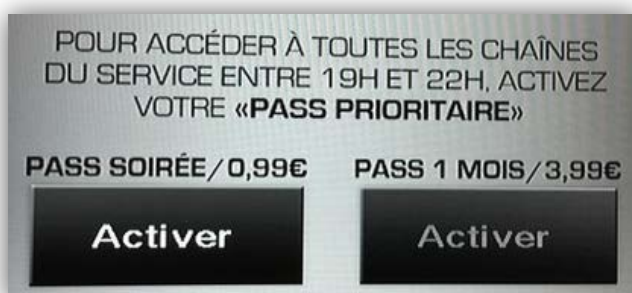 POUR ACCÉDER À TOUTES LES CHAÎNES
DU SERVICE ENTRE 19H ET 22H, ACTIVEZ
VOTRE «PASS PRIORITAIRE»
PASS SOIRÉE/0,99€ PASS 1 MOIS/3,99€
Activer Activer